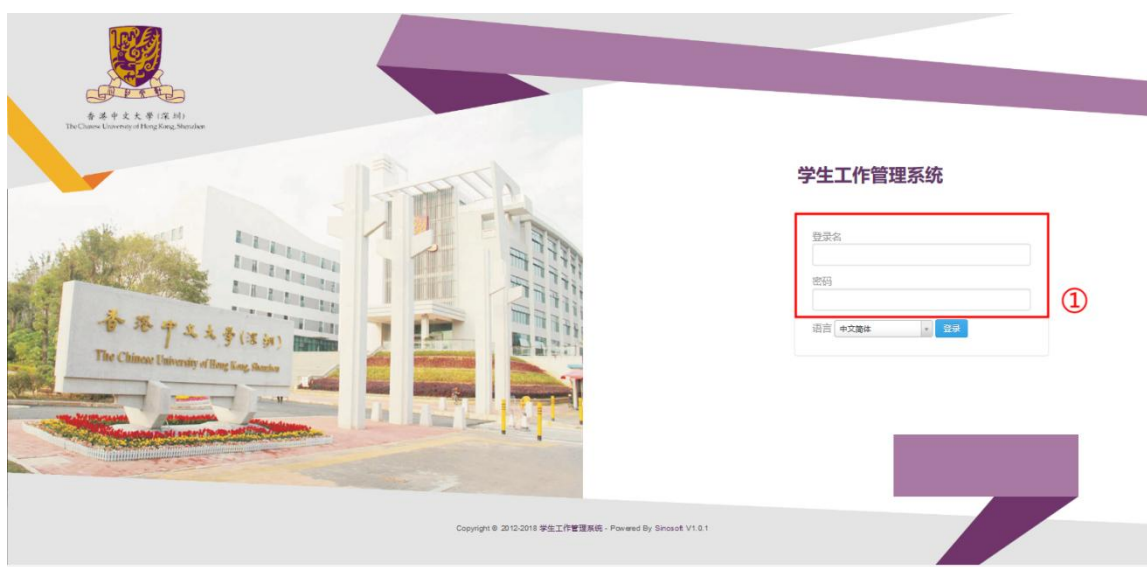 香港中文大學(深圳)
The Chinese University of Hong Kong, Shenzhen
香港中文大學(深圳)
The Chinese University of Hong Kong, Shenzhen
学生工作管理系统
登录名
密码
①
语言 中文简体 登录
Copyright © 2012-2018 学生工作管理系统 - Powered By Sinosoft V1.0.1